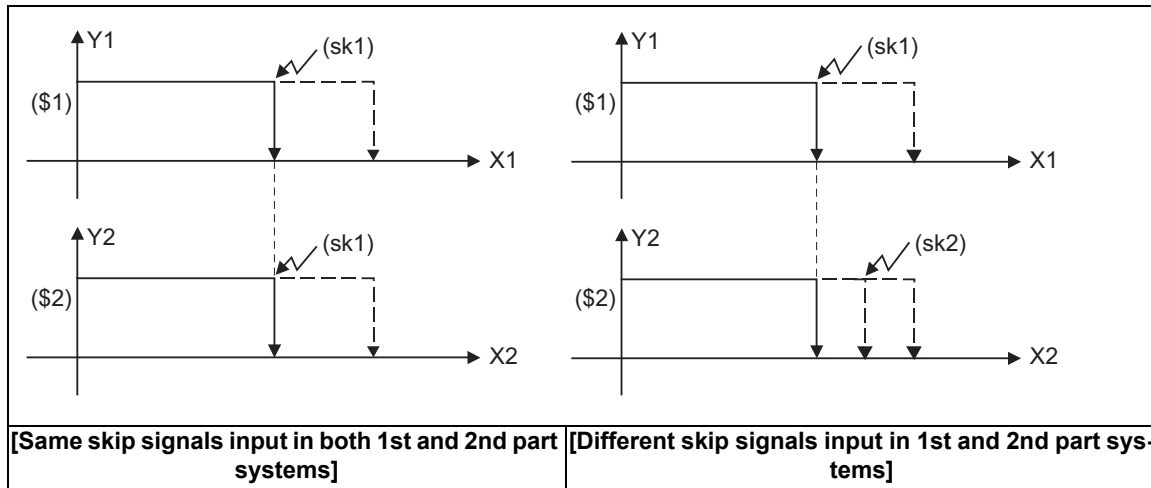 Y1
(sk1)
($1)
X1
Y2
(sk1)
($2)
X2
Y1
(sk1)
($1)
X1
Y2
(sk2)
($2)
X2
[Same skip signals input in both 1st and 2nd part
systems]
[Different skip signals input in 1st and 2nd part sys-
tems]